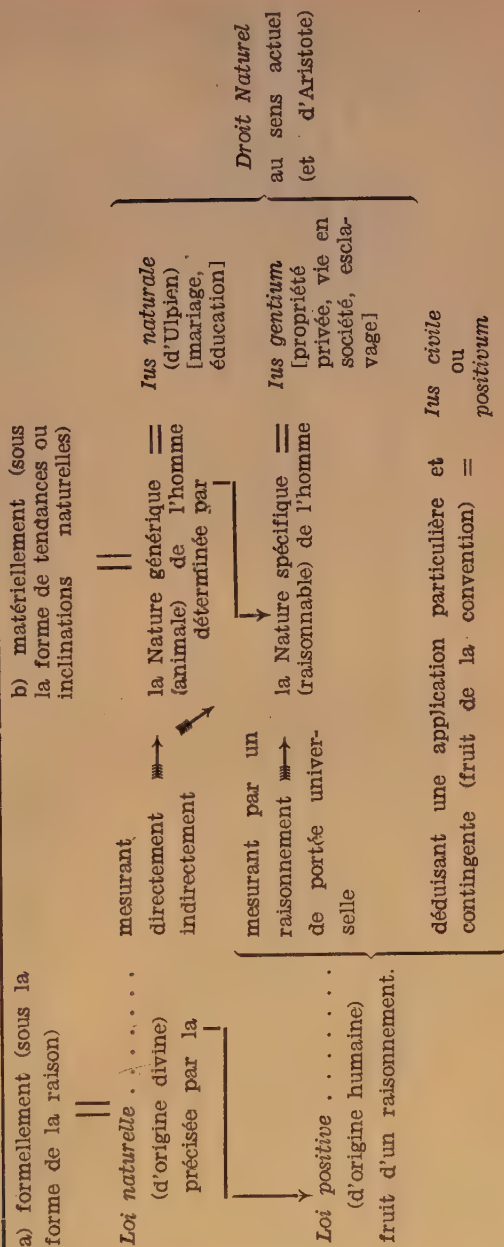 a) formellement (sous la
forme de la raison)
b) matériellement (sous
la forme de tendances ou
inclinations naturelles)
||
||
Loi naturelle . . . . . . . .
(d'origine divine)
précisée par la
mesurant
directement
indirectement
la Nature générique =
(animale) de l'homme
déterminée par
Ius naturale
(d'Ulpien)
[mariage,
éducation]
Loi positive . . . . . . . .
(d'origine humaine)
fruit d'un raisonnement.
mesurant par un
raisonnement
de portée univer-
selle
la Nature spécifique =
(raisonnable) de l'homme
Ius gentium
[propriété
privée, vie en
société, escla-
vage]
Droit Naturel
au sens actuel
(et d'Aristote)
déduisant une application particulière et
contingente (fruit de la convention) =
Ius civile
ou
positivum